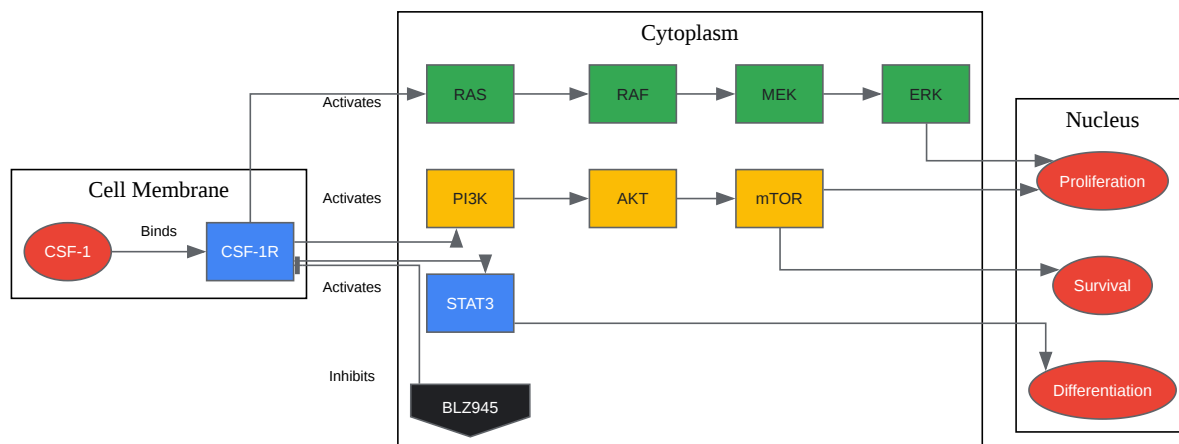 Cytoplasm
RAS
RAF
MEK
ERK
Activates
Nucleus
Cell Membrane
Proliferation
PI3K
AKT
mTOR
Activates
Binds
CSF-1
CSF-1R
Activates
STAT3
Survival
Inhibits
BLZ945
Differentiation